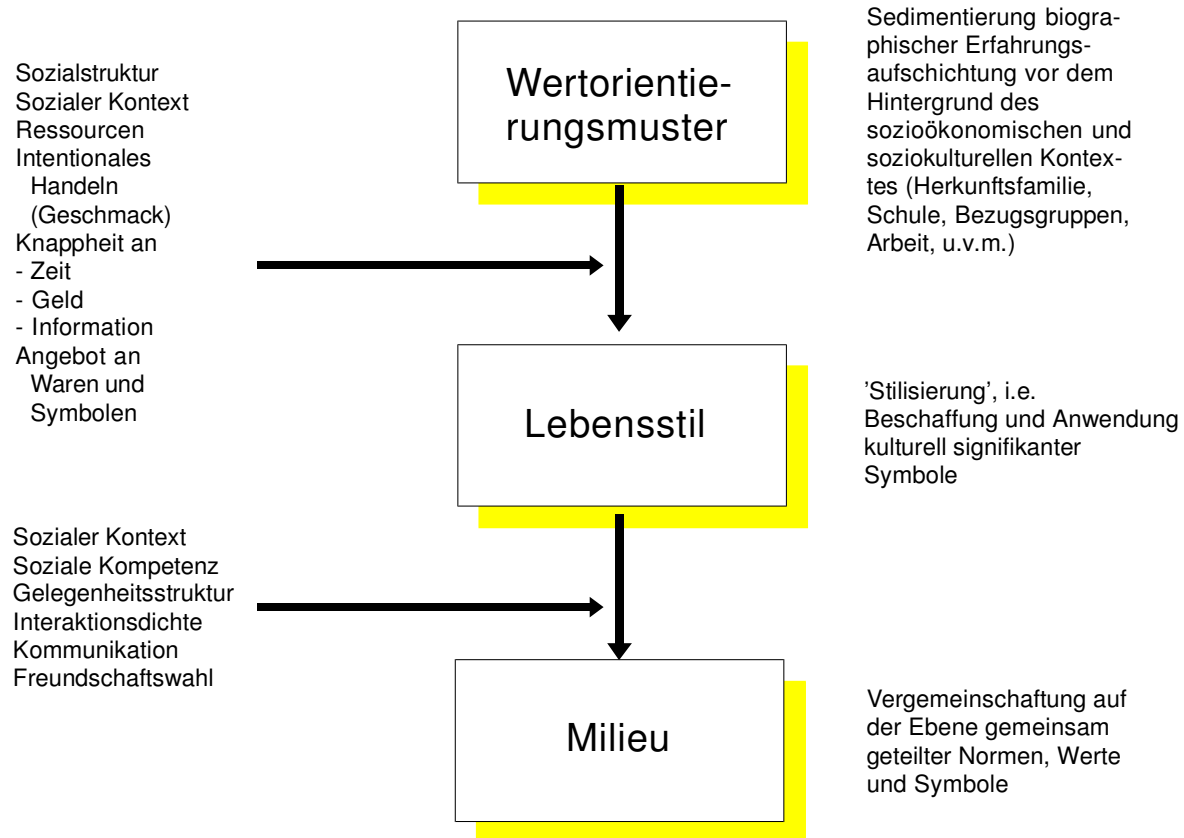 Sozialstruktur
Sozialer Kontext
Ressourcen
Intentionales
Handeln
(Geschmack)
Knappheit an
- Zeit
- Geld
- Information
Angebot an
Waren und
Symbolen
Wertorientie-
rungsmuster
Sedimentierung biogra-
phischer Erfahrungs-
aufschichtung vor dem
Hintergrund des
sozioökonomischen und
soziokulturellen Kontex-
tes (Herkunftsfamilie,
Schule, Bezugsgruppen,
Arbeit, u.v.m.)
Lebensstil
’Stilisierung’, i.e.
Beschaffung und Anwendung
kulturell signifikanter
Symbole
Sozialer Kontext
Soziale Kompetenz
Gelegenheitsstruktur
Interaktionsdichte
Kommunikation
Freundschaftswahl
Milieu
Vergemeinschaftung auf
der Ebene gemeinsam
geteilter Normen, Werte
und Symbole